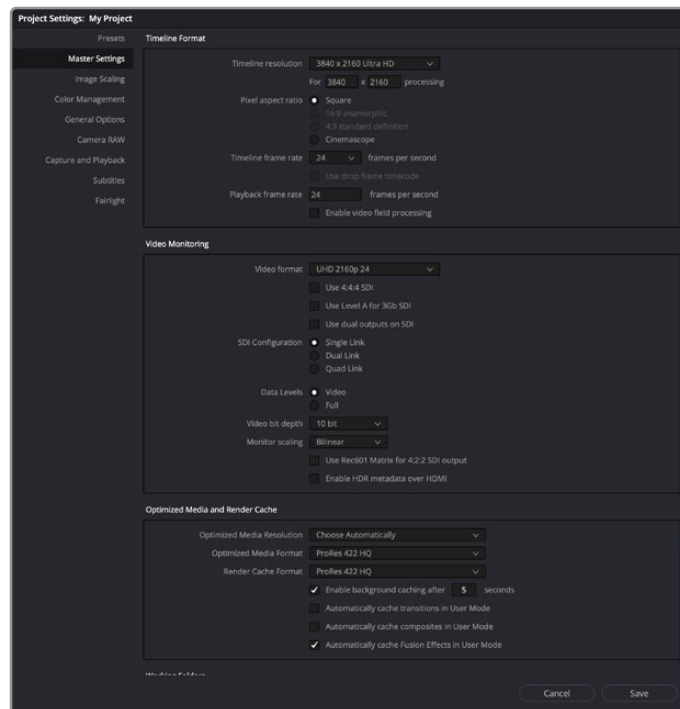 Project Settings: My Project
Presets
Master Settings
Image Scaling
Color Management
General Options
Camera RAW
Capture and Playback
Subtitles
Fairlight
Timeline Format
Timeline resolution 3840 x 2160 Ultra HD
For 3840 x 2160 processing
Pixel aspect ratio Square
16:9 anamorphic
4:3 standard definition
Cinemascope
Timeline frame rate 24 frames per second
Use drop frame timecode
Playback frame rate 24 frames per second
Enable video field processing
Video Monitoring
Video format UHD 2160p 24
Use 4:4:4 SDI
Use Level A for 3Gb SDI
Use dual outputs on SDI
SDI Configuration Single Link
Dual Link
Quad Link
Data Levels Video
Full
Video bit depth 10 bit
Monitor scaling Bilinear
Use Rec601 Matrix for 4:2:2 SDI output
Enable HDR metadata over HDMI
Optimized Media and Render Cache
Optimized Media Resolution Choose Automatically
Optimized Media Format ProRes 422 HQ
Render Cache Format ProRes 422 HQ
Enable background caching after 5 seconds
Automatically cache transitions in User Mode
Automatically cache composites in User Mode
Automatically cache Fusion Effects in User Mode
Working Folders
Cancel Save